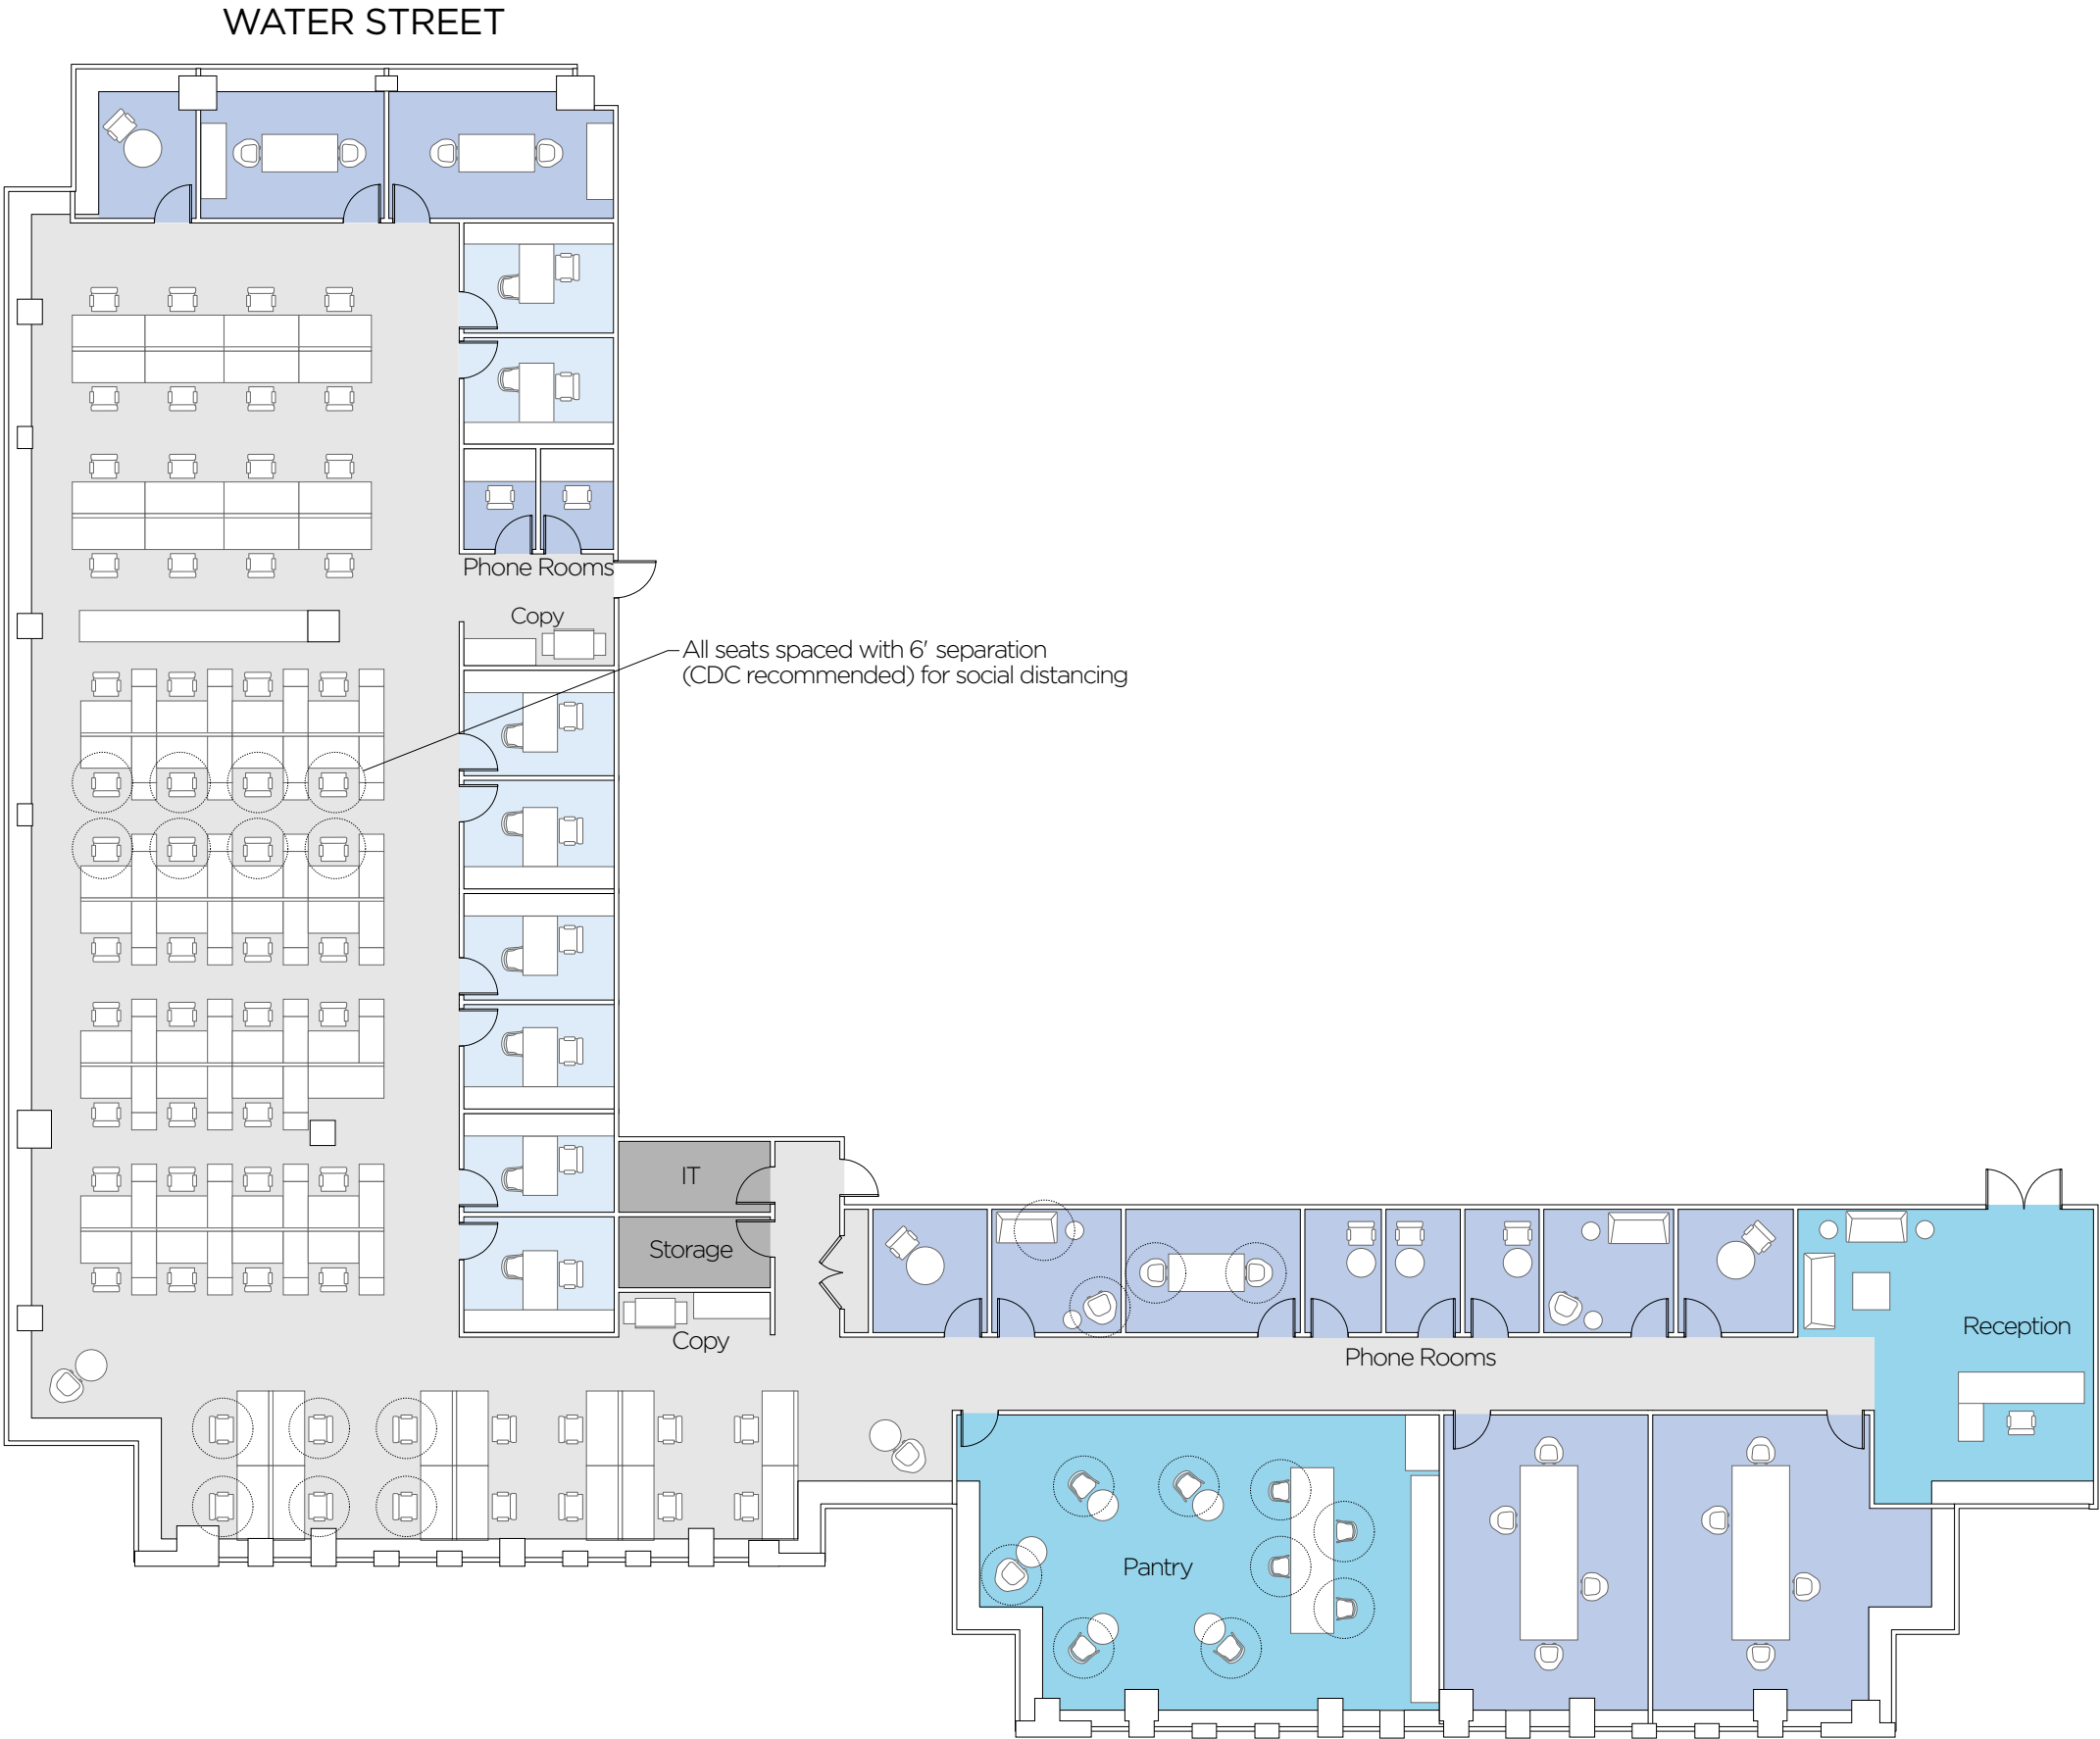 WATER STREET
Phone Rooms
Copy
All seats spaced with 6' separation
(CDC recommended) for social distancing
IT
Storage
Copy
Phone Rooms
Reception
Pantry